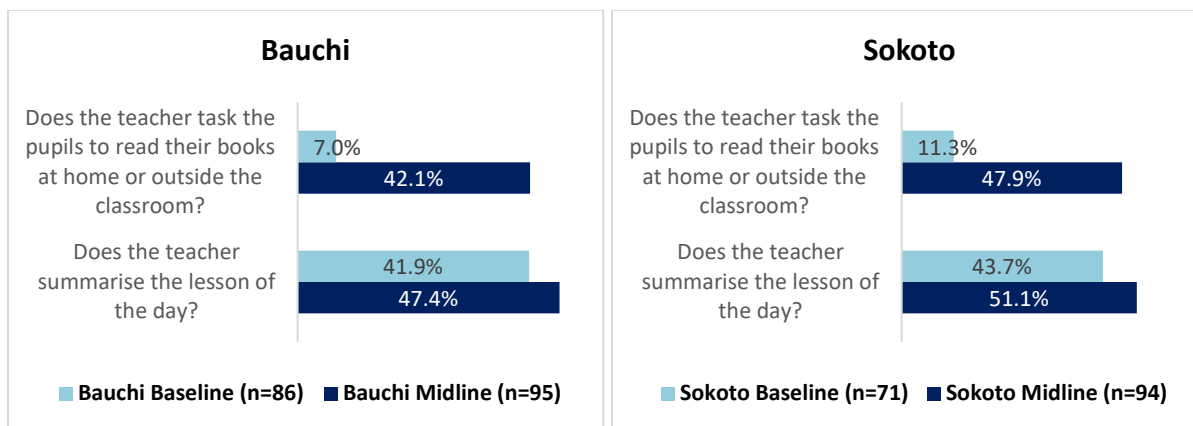 Bauchi
Does the teacher task the
pupils to read their books
at home or outside the
classroom?
7.0%
42.1%
Does the teacher
summarise the lesson of
the day?
41.9%
47.4%
Bauchi Baseline (n=86) Bauchi Midline (n=95)
Sokoto
Does the teacher task the
pupils to read their books
at home or outside the
classroom?
11.3%
47.9%
Does the teacher
summarise the lesson of
the day?
43.7%
51.1%
Sokoto Baseline (n=71) Sokoto Midline (n=94)